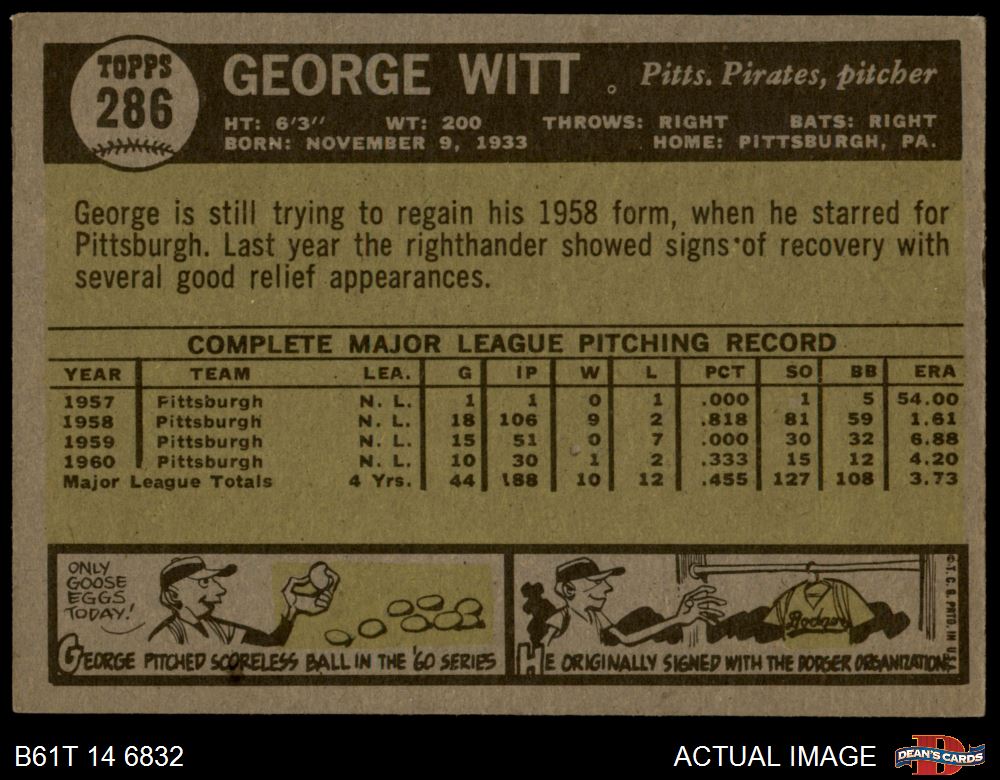 TOPPS
286
GEORGE WITT . Pitts. Pirates, pitcher
HT: 6'3" WT: 200 THROWS: RIGHT BATS: RIGHT
BORN: NOVEMBER 9, 1933 HOME: PITTSBURGH, PA.
George is still trying to regain his 1958 form, when he starred for
Pittsburgh. Last year the righthander showed signs of recovery with
several good relief appearances.
COMPLETE MAJOR LEAGUE PITCHING RECORD
YEAR TEAM LEA. G IP W L PCT SO BB ERA
1957 Pittsburgh N. L. 1 1 0 1 .000 1 5 54.00
1958 Pittsburgh N. L. 18 106 9 2 .818 81 59 1.61
1959 Pittsburgh N. L. 15 51 0 7 .000 30 32 6.88
1960 Pittsburgh N. L. 10 30 1 2 .333 15 12 4.20
Major League Totals 4 Yrs. 44 188 10 12 .455 127 108 3.73
ONLY
GOOSE
EGGS
TODAY!
GEORGE PITCHED SCORELESS BALL IN THE '60 SERIES
Dodgers
HE ORIGINALLY SIGNED WITH THE DODGER ORGANIZATION
© T. C. G. PRTD. IN U.S.A.
B61T 14 6832
ACTUAL IMAGE
D
DEAN'S CARDS